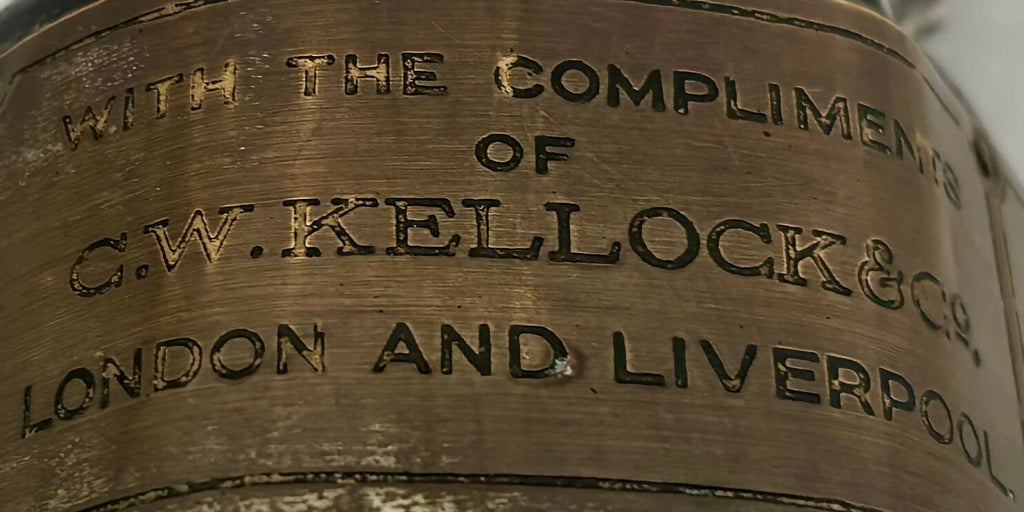 WITH THE COMPLIMENTS
OF
C.W. KELLOCK & Co.
LONDON AND LIVERPOOL